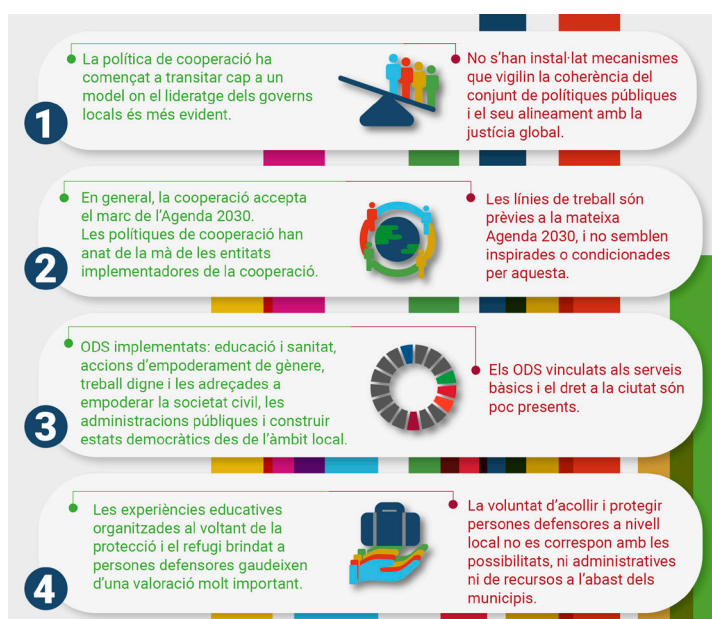 1
La política de cooperació ha
començat a transitar cap a un
model on el lideratge dels governs
locals és més evident.
No s'han instal·lat mecanismes
que vigilin la coherència del
conjunt de polítiques públiques
i el seu alineament amb la
justícia global.
2
En general, la cooperació accepta
el marc de l'Agenda 2030.
Les polítiques de cooperació han
anat de la mà de les entitats
implementadores de la cooperació.
Les línies de treball són
prèvies a la mateixa
Agenda 2030, i no semblen
inspirades o condicionades
per aquesta.
3
ODS implementats: educació i sanitat,
accions d'empoderament de gènere,
treball digne i les adreçades a
empoderar la societat civil, les
administracions públiques i construir
estats democràtics des de l'àmbit local.
Els ODS vinculats als serveis
bàsics i el dret a la ciutat són
poc presents.
4
Les experiències educatives
organitzades al voltant de la
protecció i el refugi brindat a
persones defensores gaudeixen
d'una valoració molt important.
La voluntat d'acollir i protegir
persones defensores a nivell
local no es correspon amb les
possibilitats, ni administratives
ni de recursos a l'abast dels
municipis.